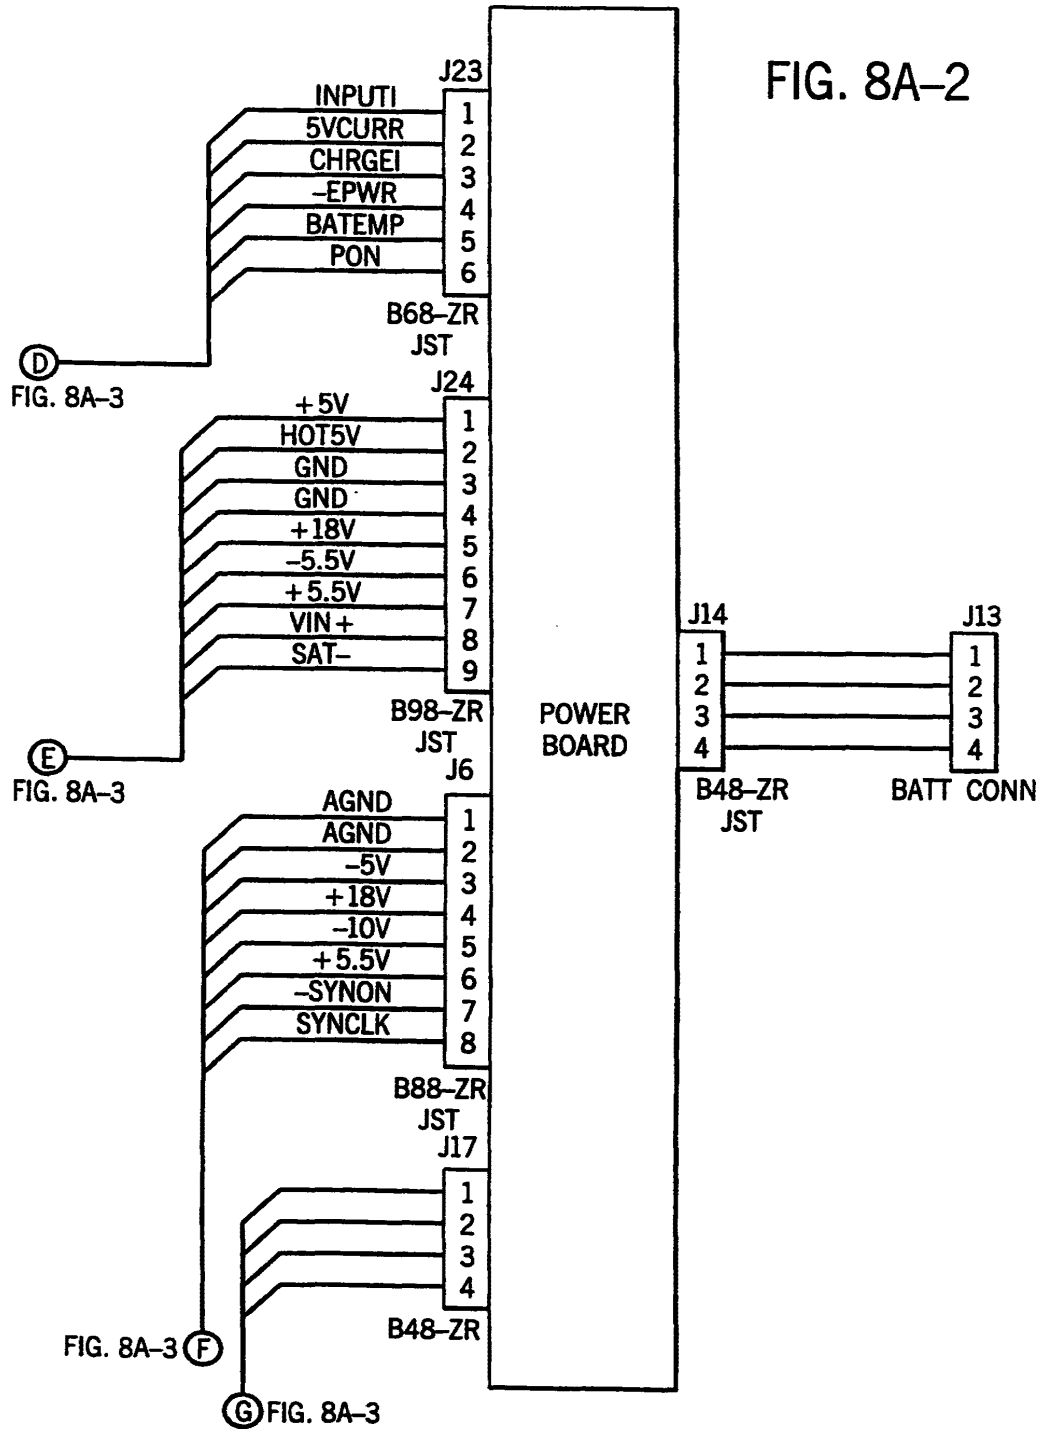 FIG. 8A–2
J23
INPUTI 1
5VCURR 2
CHRGEI 3
–EPWR 4
BATEMP 5
PON 6
B68–ZR
JST
D
FIG. 8A–3
J24
+5V 1
HOT5V 2
GND 3
GND 4
+18V 5
–5.5V 6
+5.5V 7
VIN+ 8
SAT– 9
B98–ZR
JST
E
FIG. 8A–3
J6
AGND 1
AGND 2
–5V 3
+18V 4
–10V 5
+5.5V 6
–SYNON 7
SYNCLK 8
B88–ZR
JST
J17
1
2
3
4
B48–ZR
FIG. 8A–3 F
G FIG. 8A–3
POWER
BOARD
J14
1
2
3
4
B48–ZR
JST
J13
1
2
3
4
BATT CONN